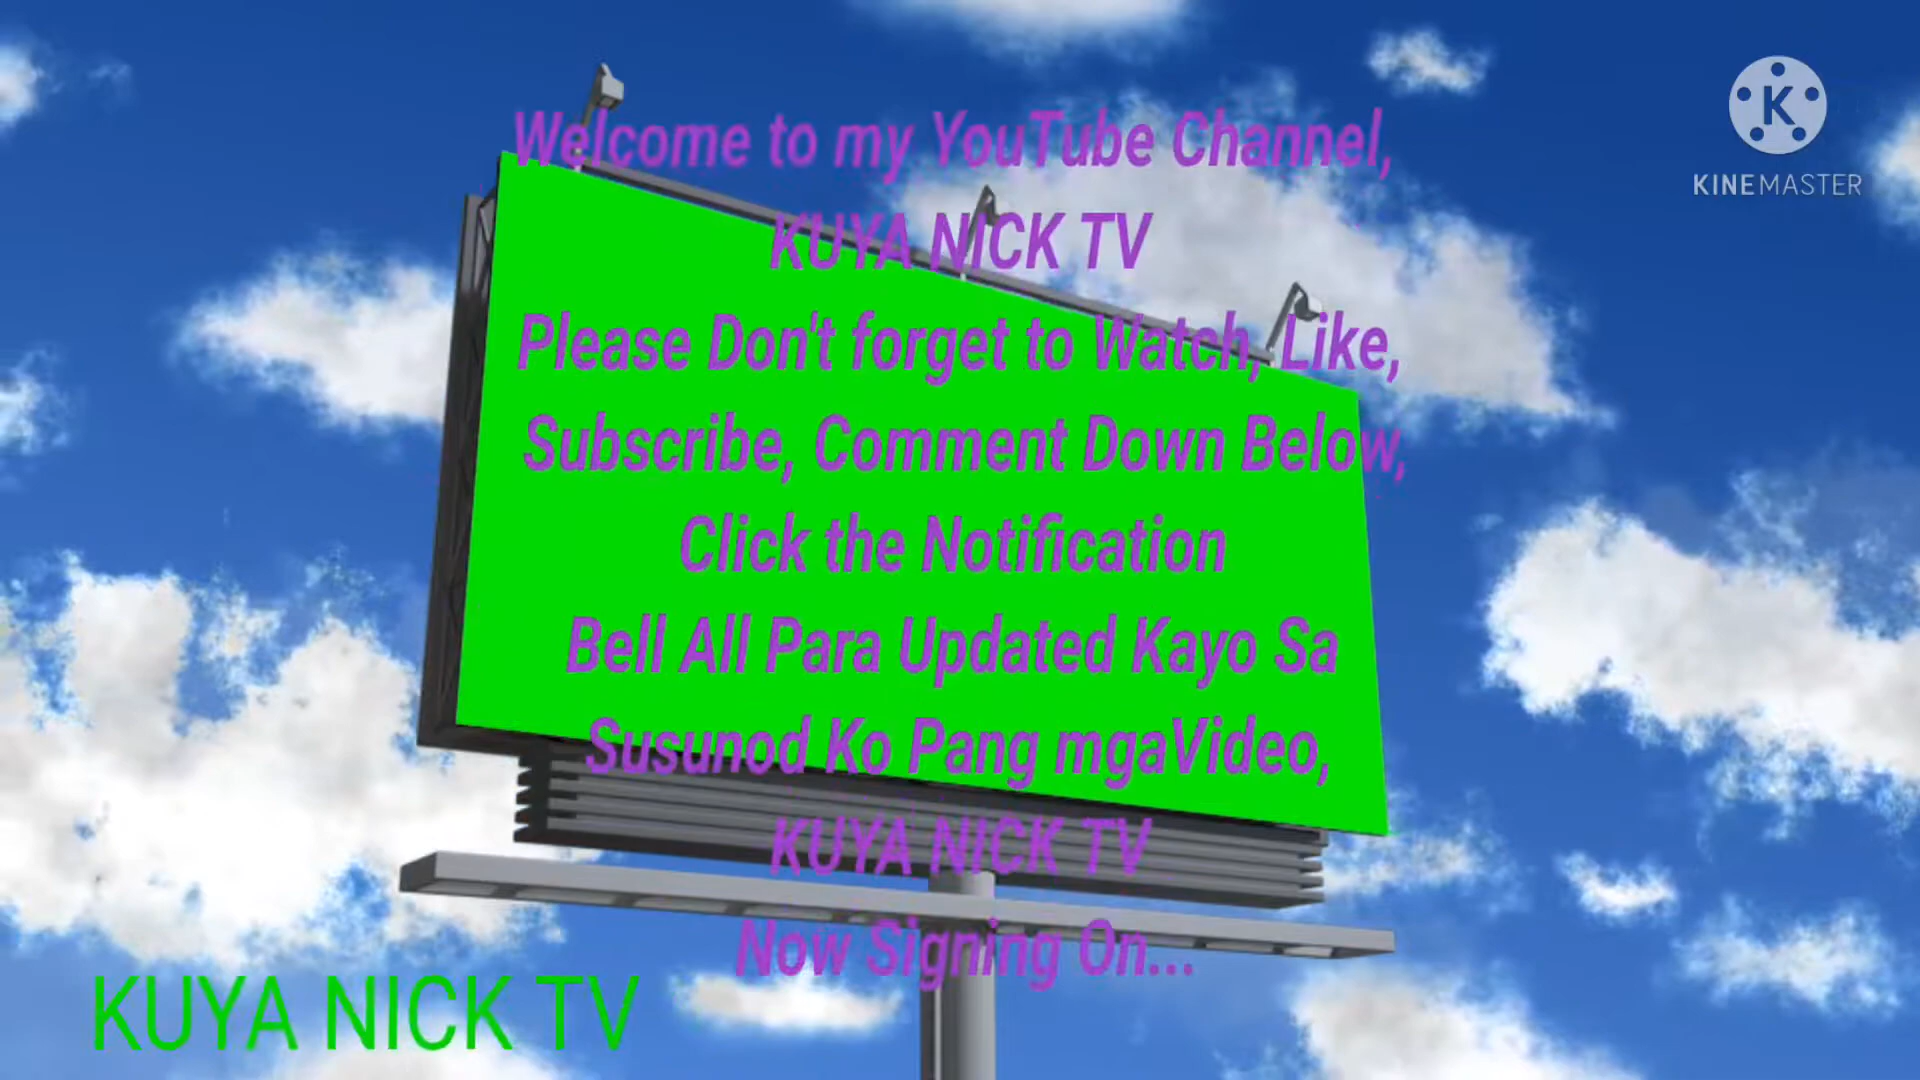 Welcome to my YouTube Channel,
KUYA NICK TV
Please Don't forget to Watch, Like,
Subscribe, Comment Down Below,
Click the Notification
Bell All Para Updated Kayo Sa
Susunod Ko Pang mgaVideo,
KUYA NICK TV
Now Signing On...
KUYA NICK TV
K
KINEMASTER